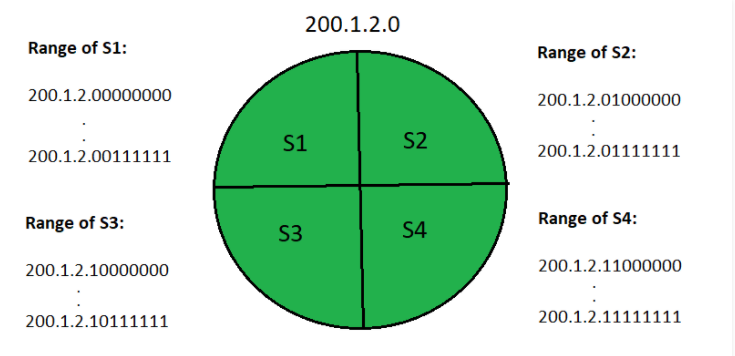 200.1.2.0
Range of S1:
200.1.2.00000000
.
.
200.1.2.00111111
Range of S2:
200.1.2.01000000
.
.
200.1.2.01111111
S1
S2
S3
S4
Range of S3:
200.1.2.10000000
.
.
200.1.2.10111111
Range of S4:
200.1.2.11000000
.
.
200.1.2.11111111